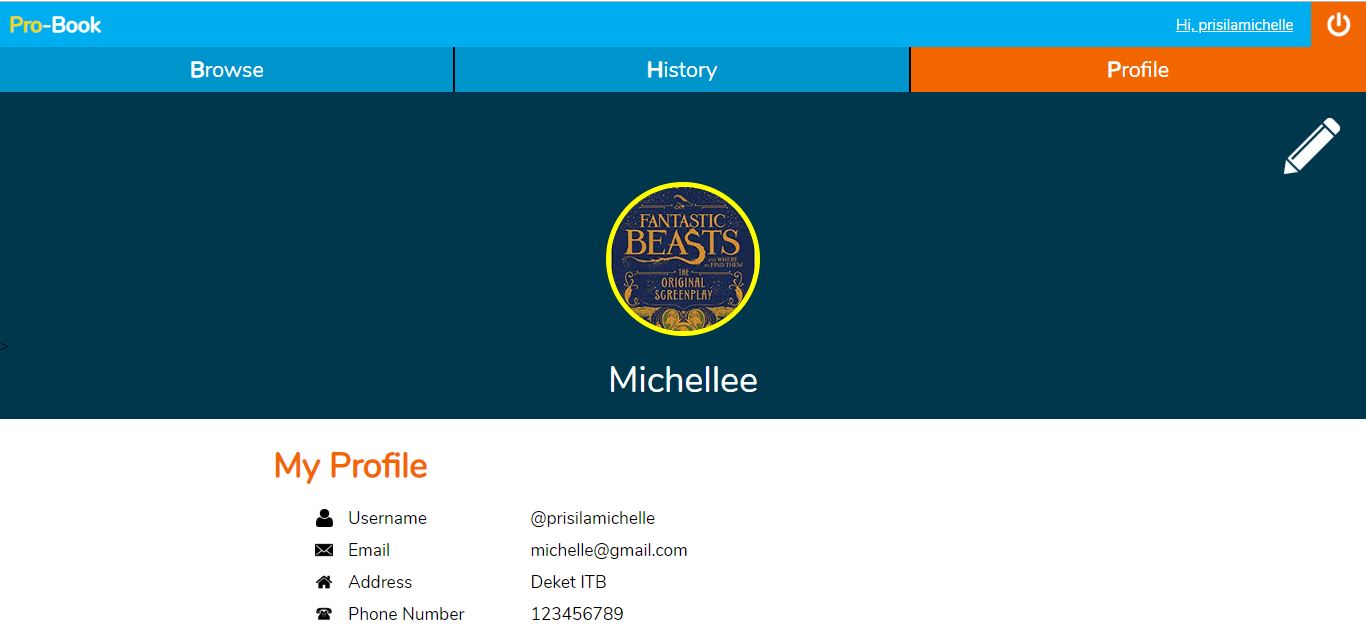 Pro-Book
Hi, prisilamichelle
Browse
History
Profile
FANTASTIC
BEASTS
AND WHERE
TO FIND THEM
THE
ORIGINAL
SCREENPLAY
>
Michellee
My Profile
Username @prisilamichelle
Email michelle@gmail.com
Address Deket ITB
Phone Number 123456789